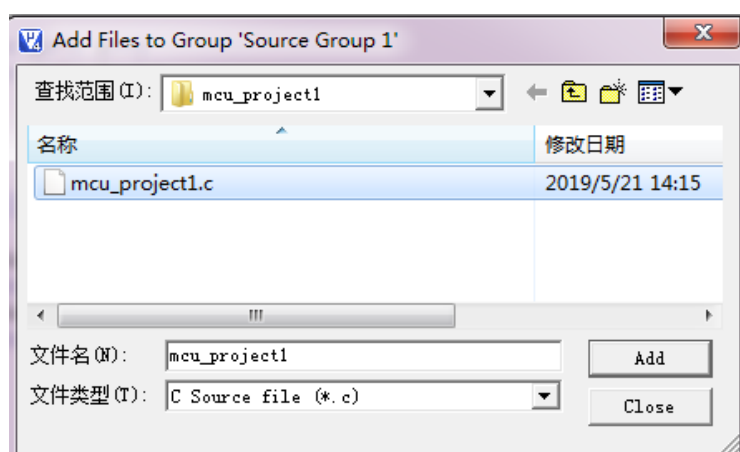 Add Files to Group 'Source Group 1'
查找范围(I): mcu_project1
名称 修改日期
mcu_project1.c 2019/5/21 14:15
文件名(N): mcu_project1 Add
文件类型(T): C Source file (*.c) Close